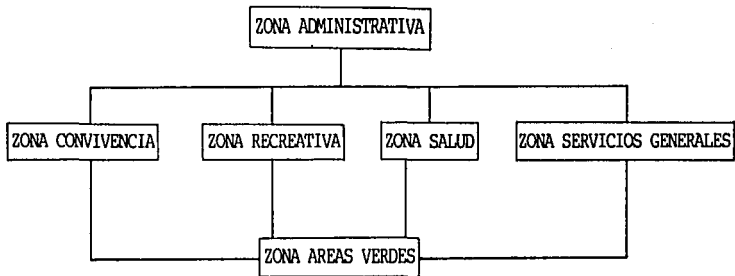 ZONA ADMINISTRATIVA
ZONA CONVIVENCIA
ZONA RECREATIVA
ZONA SALUD
ZONA SERVICIOS GENERALES
ZONA AREAS VERDES